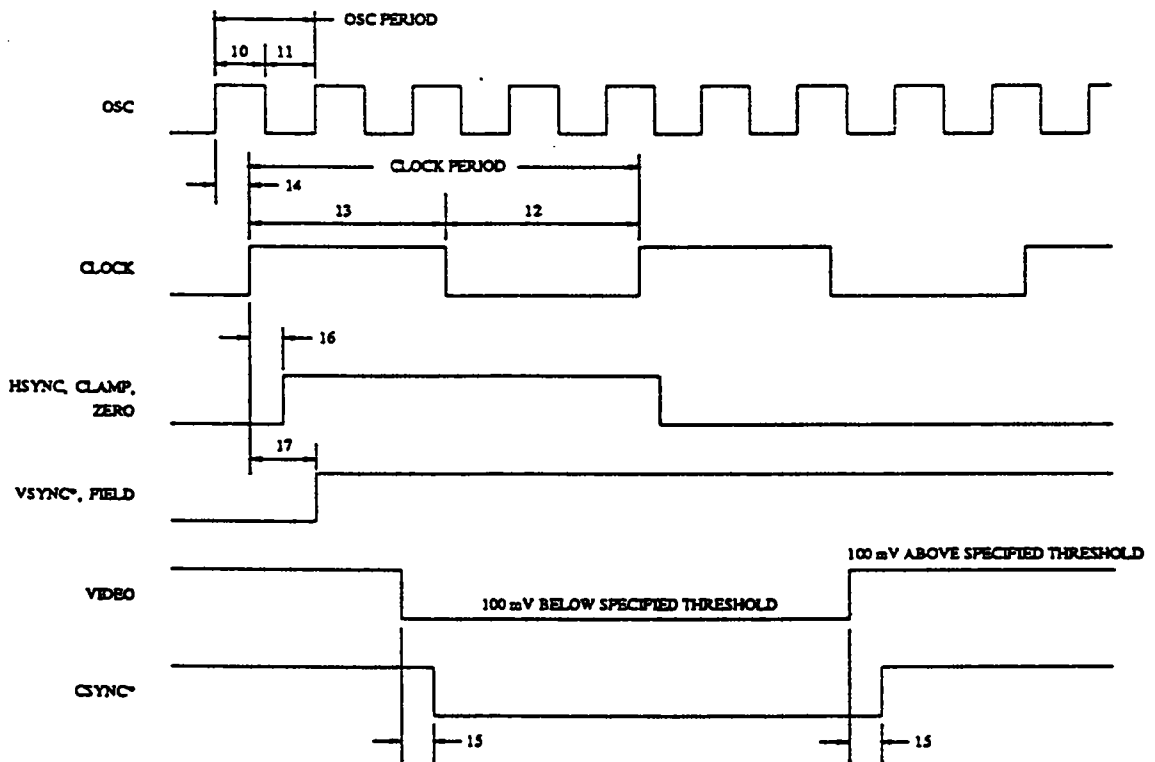 OSC PERIOD
10
11
OSC
CLOCK PERIOD
14
13
12
CLOCK
16
HSYNC, CLAMP,
ZERO
17
VSYNC*, FIELD
100 mV ABOVE SPECIFIED THRESHOLD
VIDEO
100 mV BELOW SPECIFIED THRESHOLD
CSYNC*
15
15